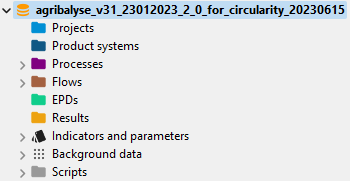 agribalyse_v31_23012023_2_0_for_circularity_20230615
Projects
Product systems
Processes
Flows
EPDs
Results
Indicators and parameters
Background data
Scripts